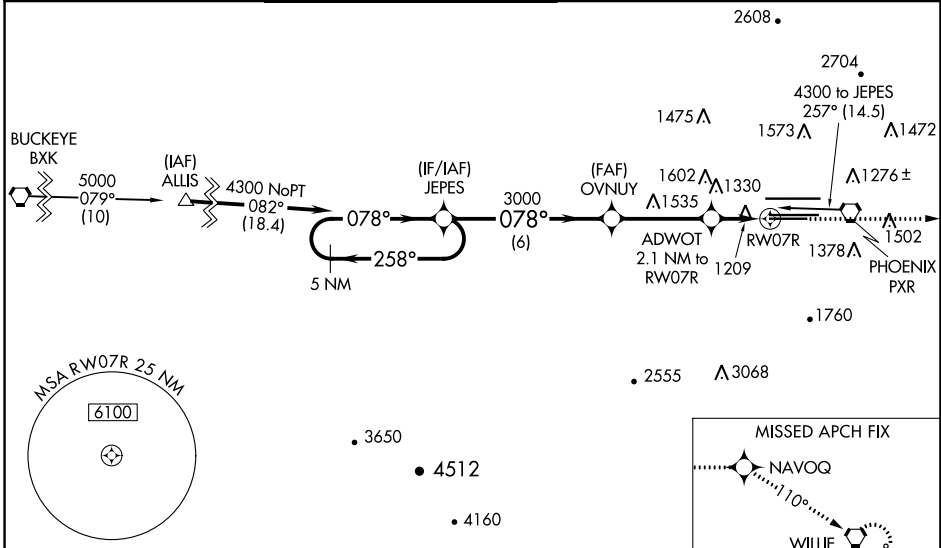 2608
2704
4300 to JEPES
257° (14.5)
1475
1573
1472
BUCKEYE
BXK
5000
079°
(10)
(IAF)
ALLIS
4300 NoPT
082°
(18.4)
(IF/IAF)
JEPES
078°
258°
5 NM
3000
078°
(6)
(FAF)
OVNUY
1602
1330
1535
1276 ±
ADWOT
2.1 NM to
RW07R
1209
RW07R
1502
1378
PHOENIX
PXR
1760
2555
3068
MSA RW07R 25 NM
6100
3650
4512
4160
MISSED APCH FIX
NAVOQ
110°